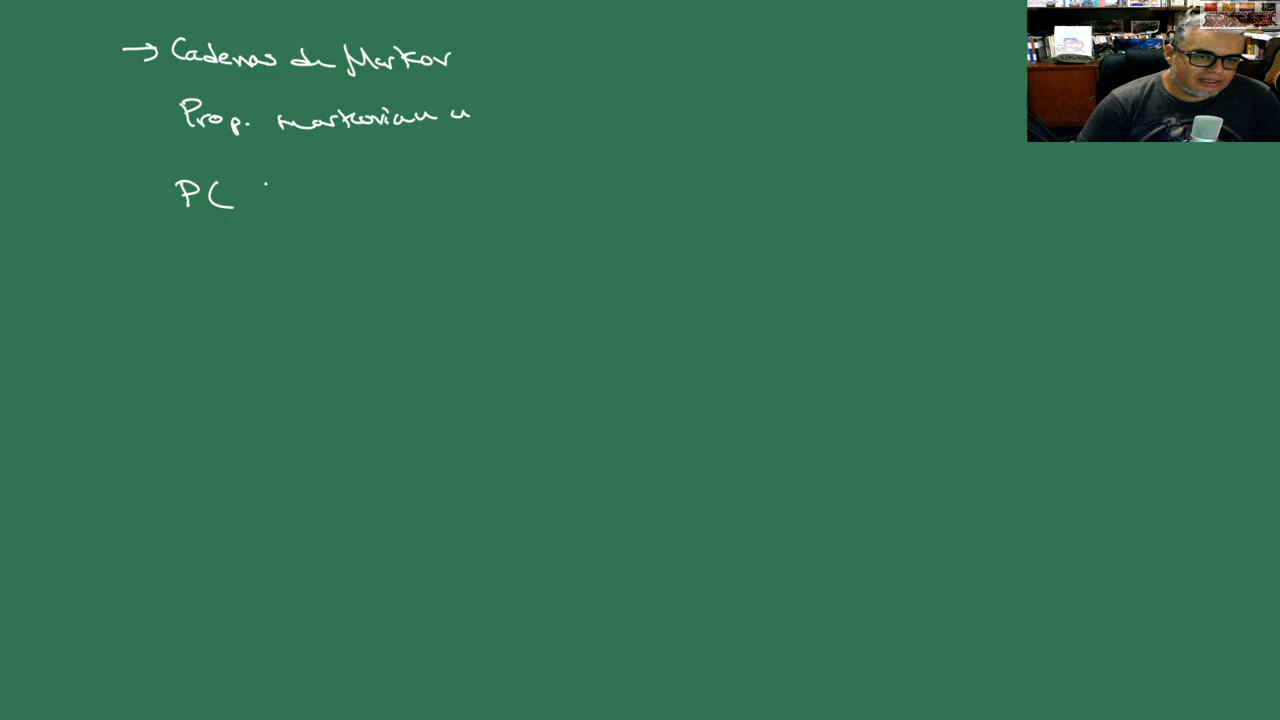 → Cadenas de Markov
Prop. markoviana
P(